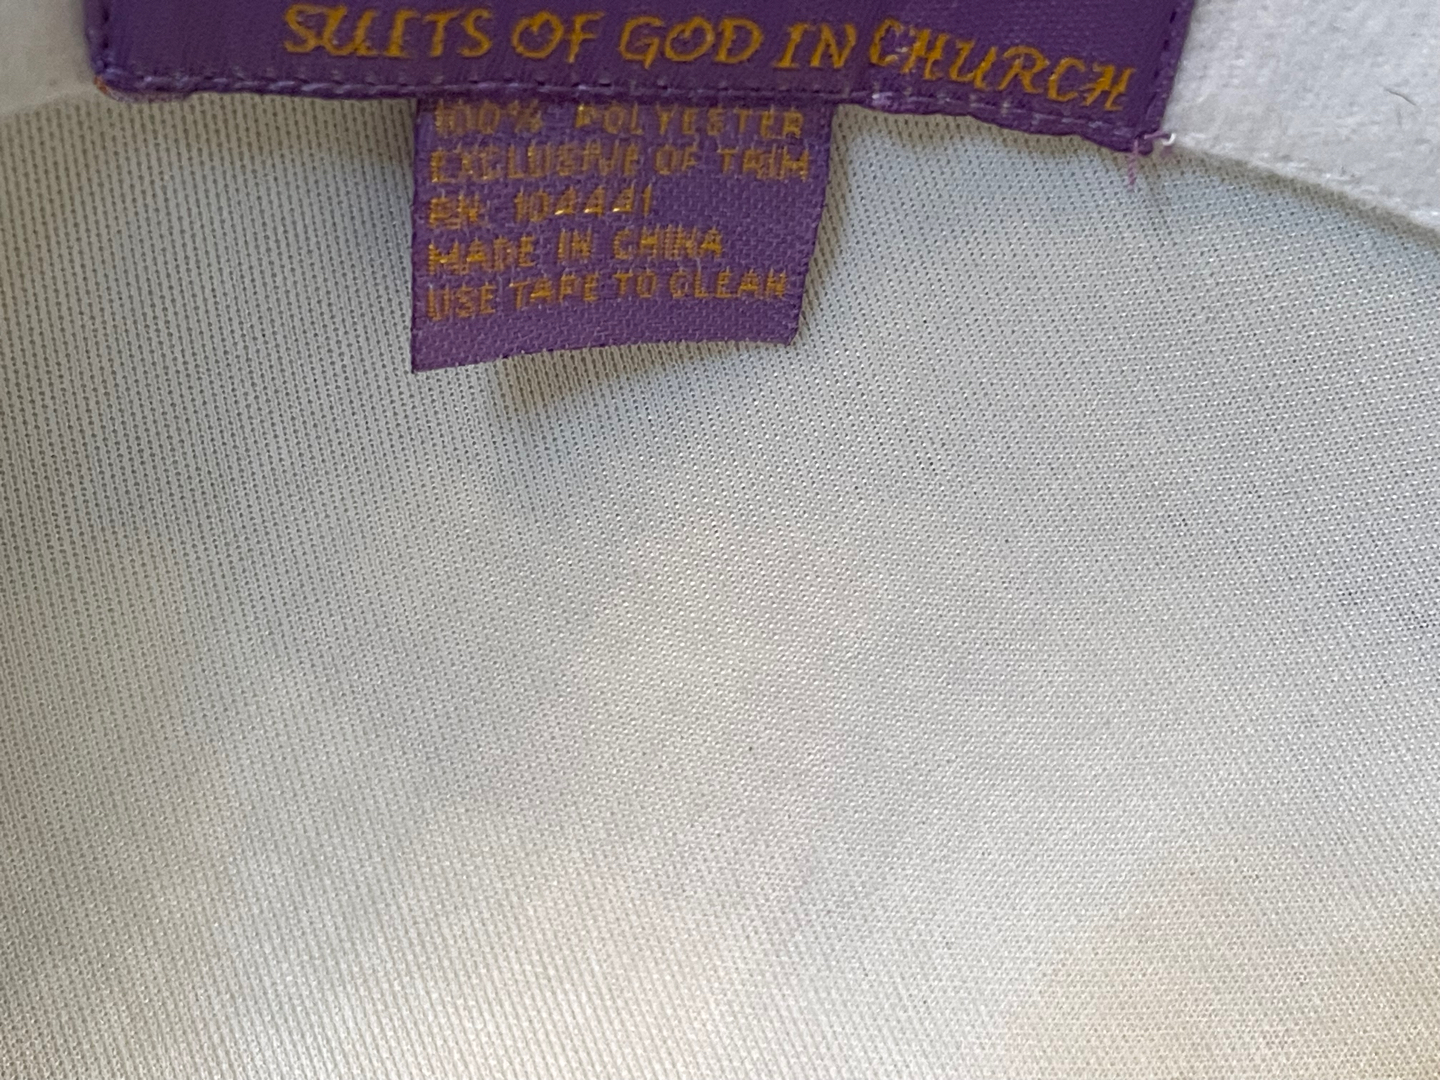 SUITS OF GOD IN CHURCH
100% POLYESTER
EXCLUSIVE OF TRIM
RN: 104441
MADE IN CHINA
USE TAPE TO CLEAN